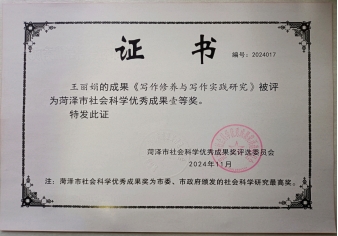 证 书
编号：2024017
王丽娟的成果《写作修养与写作实践研究》被评
为菏泽市社会科学优秀成果壹等奖。
特发此证
菏泽市社会科学优秀成果奖评选委员会
2024年11月
注：菏泽市社会科学优秀成果奖为市委、市政府颁发的社会科学研究最高奖。